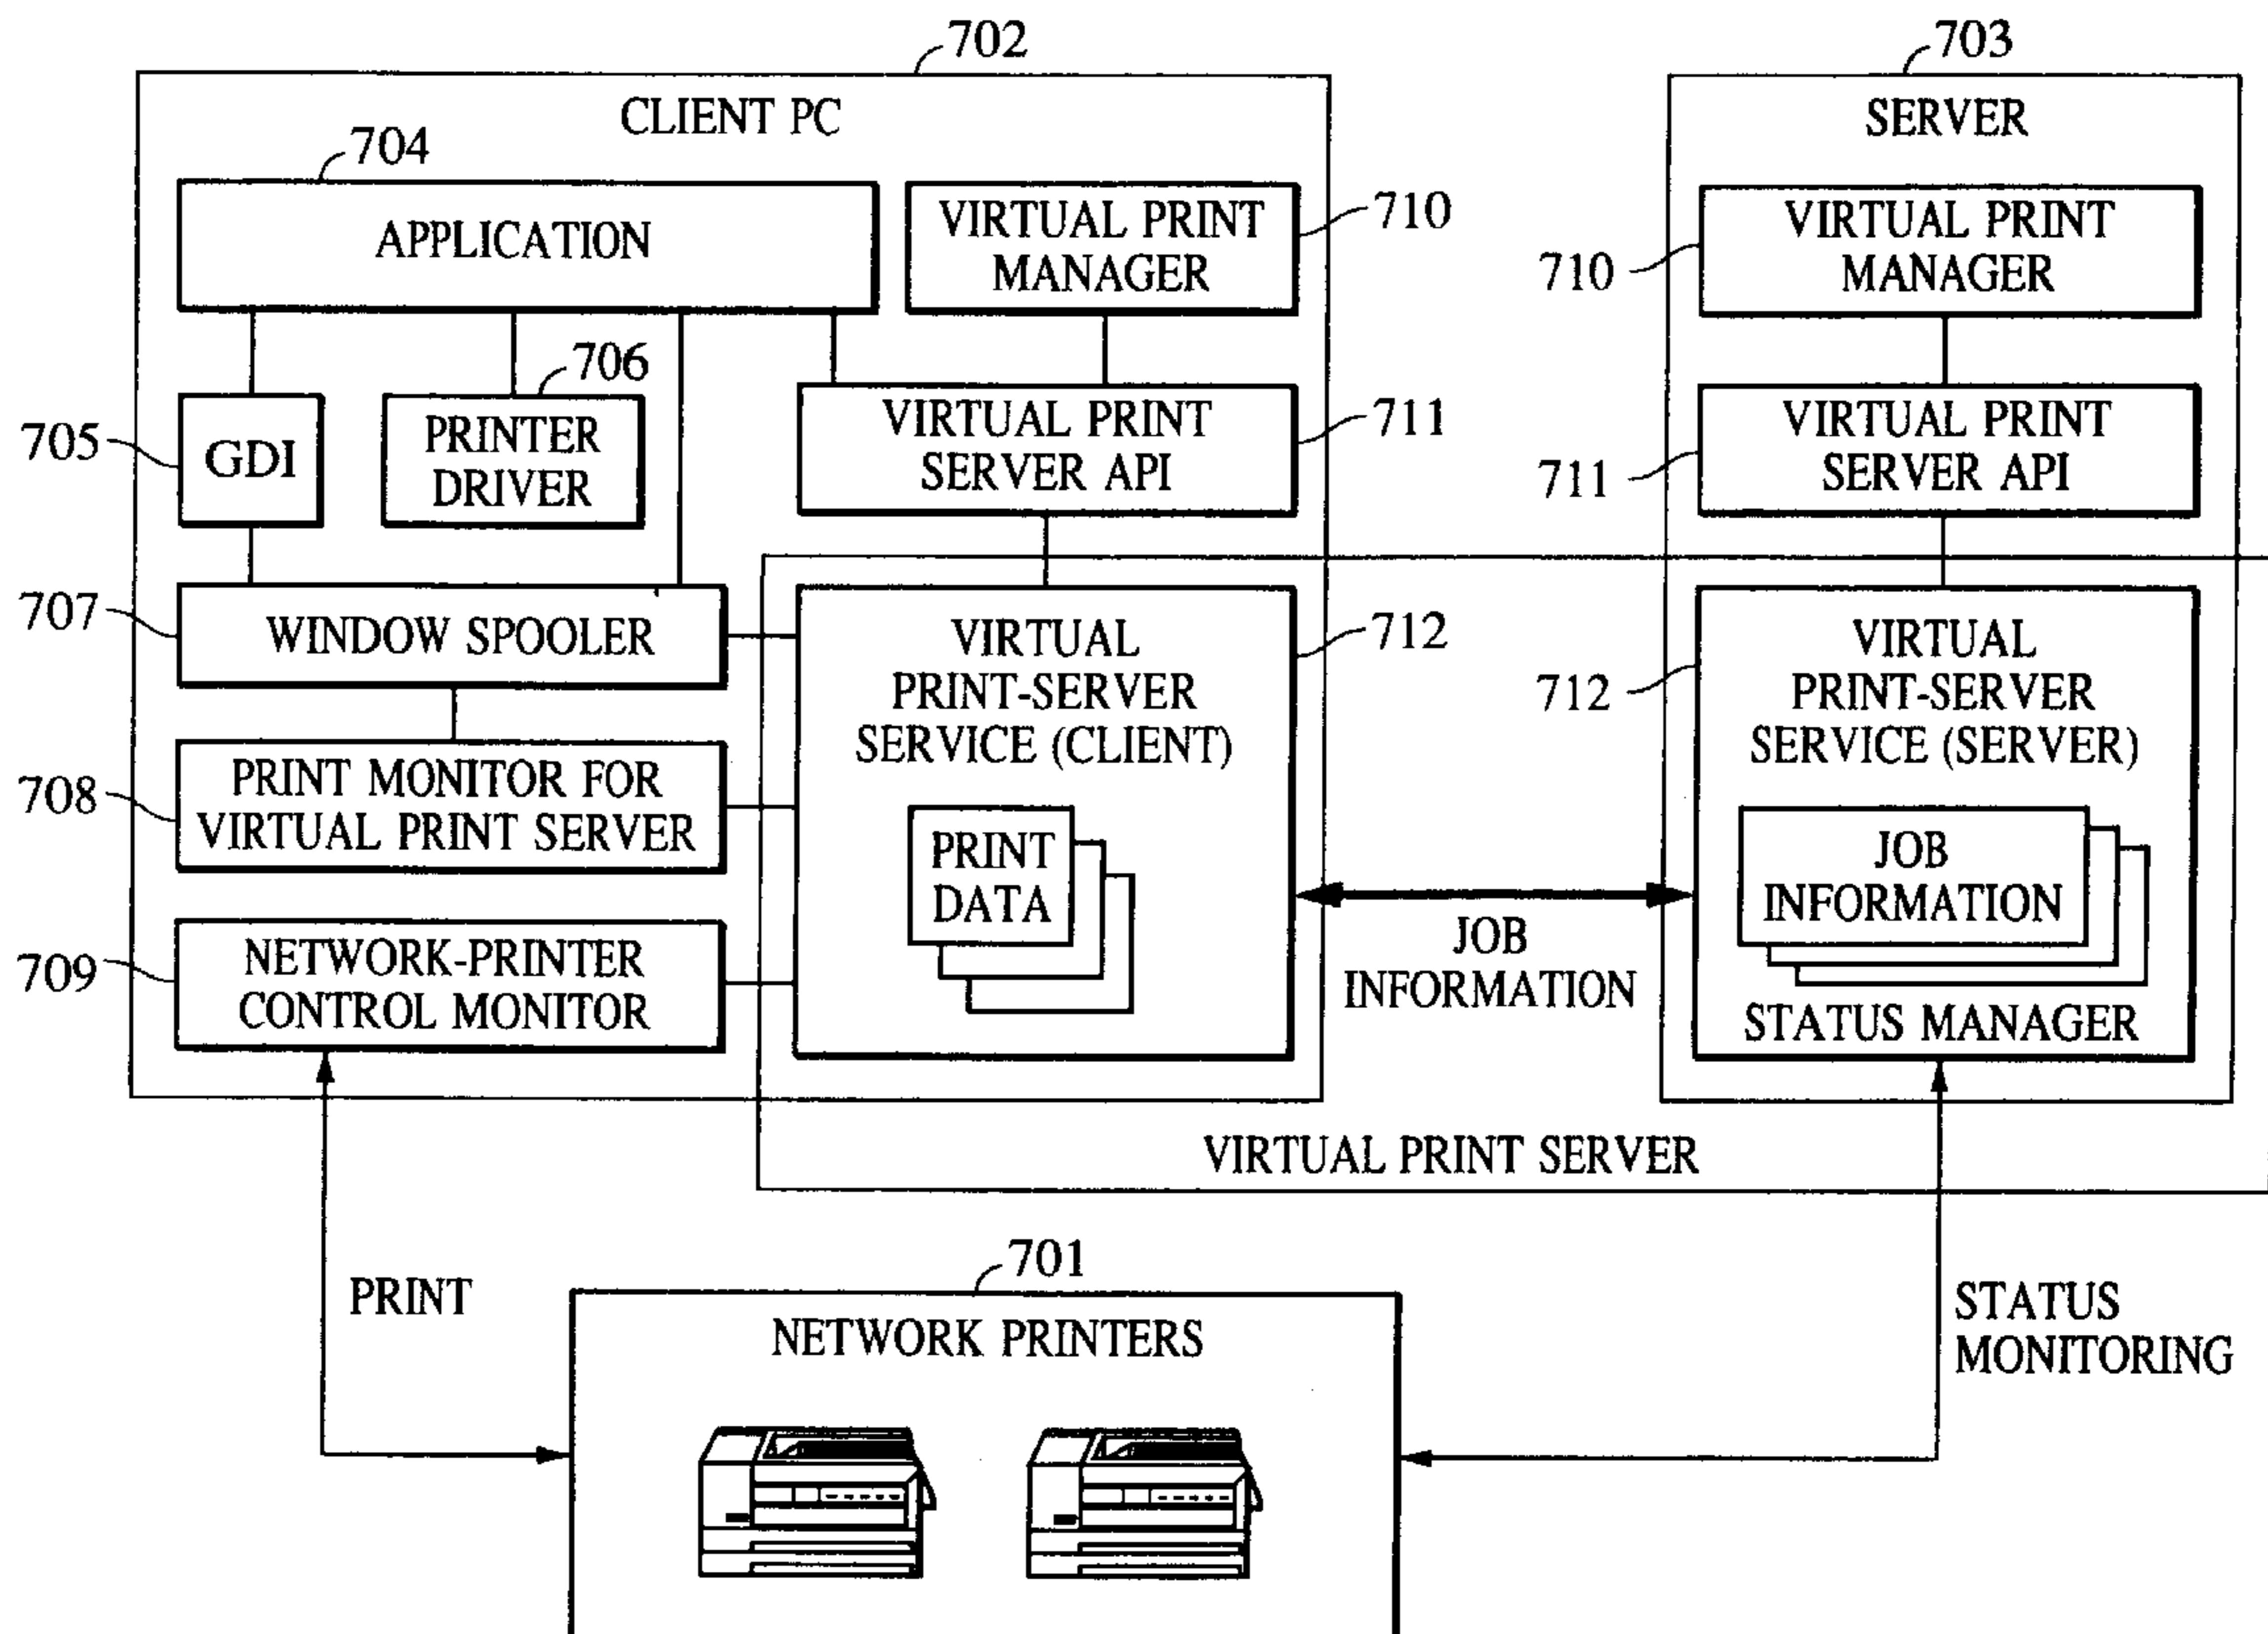 702
703
CLIENT PC
SERVER
704
APPLICATION
VIRTUAL PRINT
MANAGER
710
VIRTUAL PRINT
MANAGER
710
706
705
GDI
PRINTER
DRIVER
VIRTUAL PRINT
SERVER API
711
VIRTUAL PRINT
SERVER API
711
707
WINDOW SPOOLER
VIRTUAL
PRINT-SERVER
SERVICE (CLIENT)
712
VIRTUAL
PRINT-SERVER
SERVICE (SERVER)
712
708
PRINT MONITOR FOR
VIRTUAL PRINT SERVER
PRINT
DATA
JOB
INFORMATION
JOB
INFORMATION
STATUS MANAGER
709
NETWORK-PRINTER
CONTROL MONITOR
VIRTUAL PRINT SERVER
701
PRINT
NETWORK PRINTERS
STATUS
MONITORING